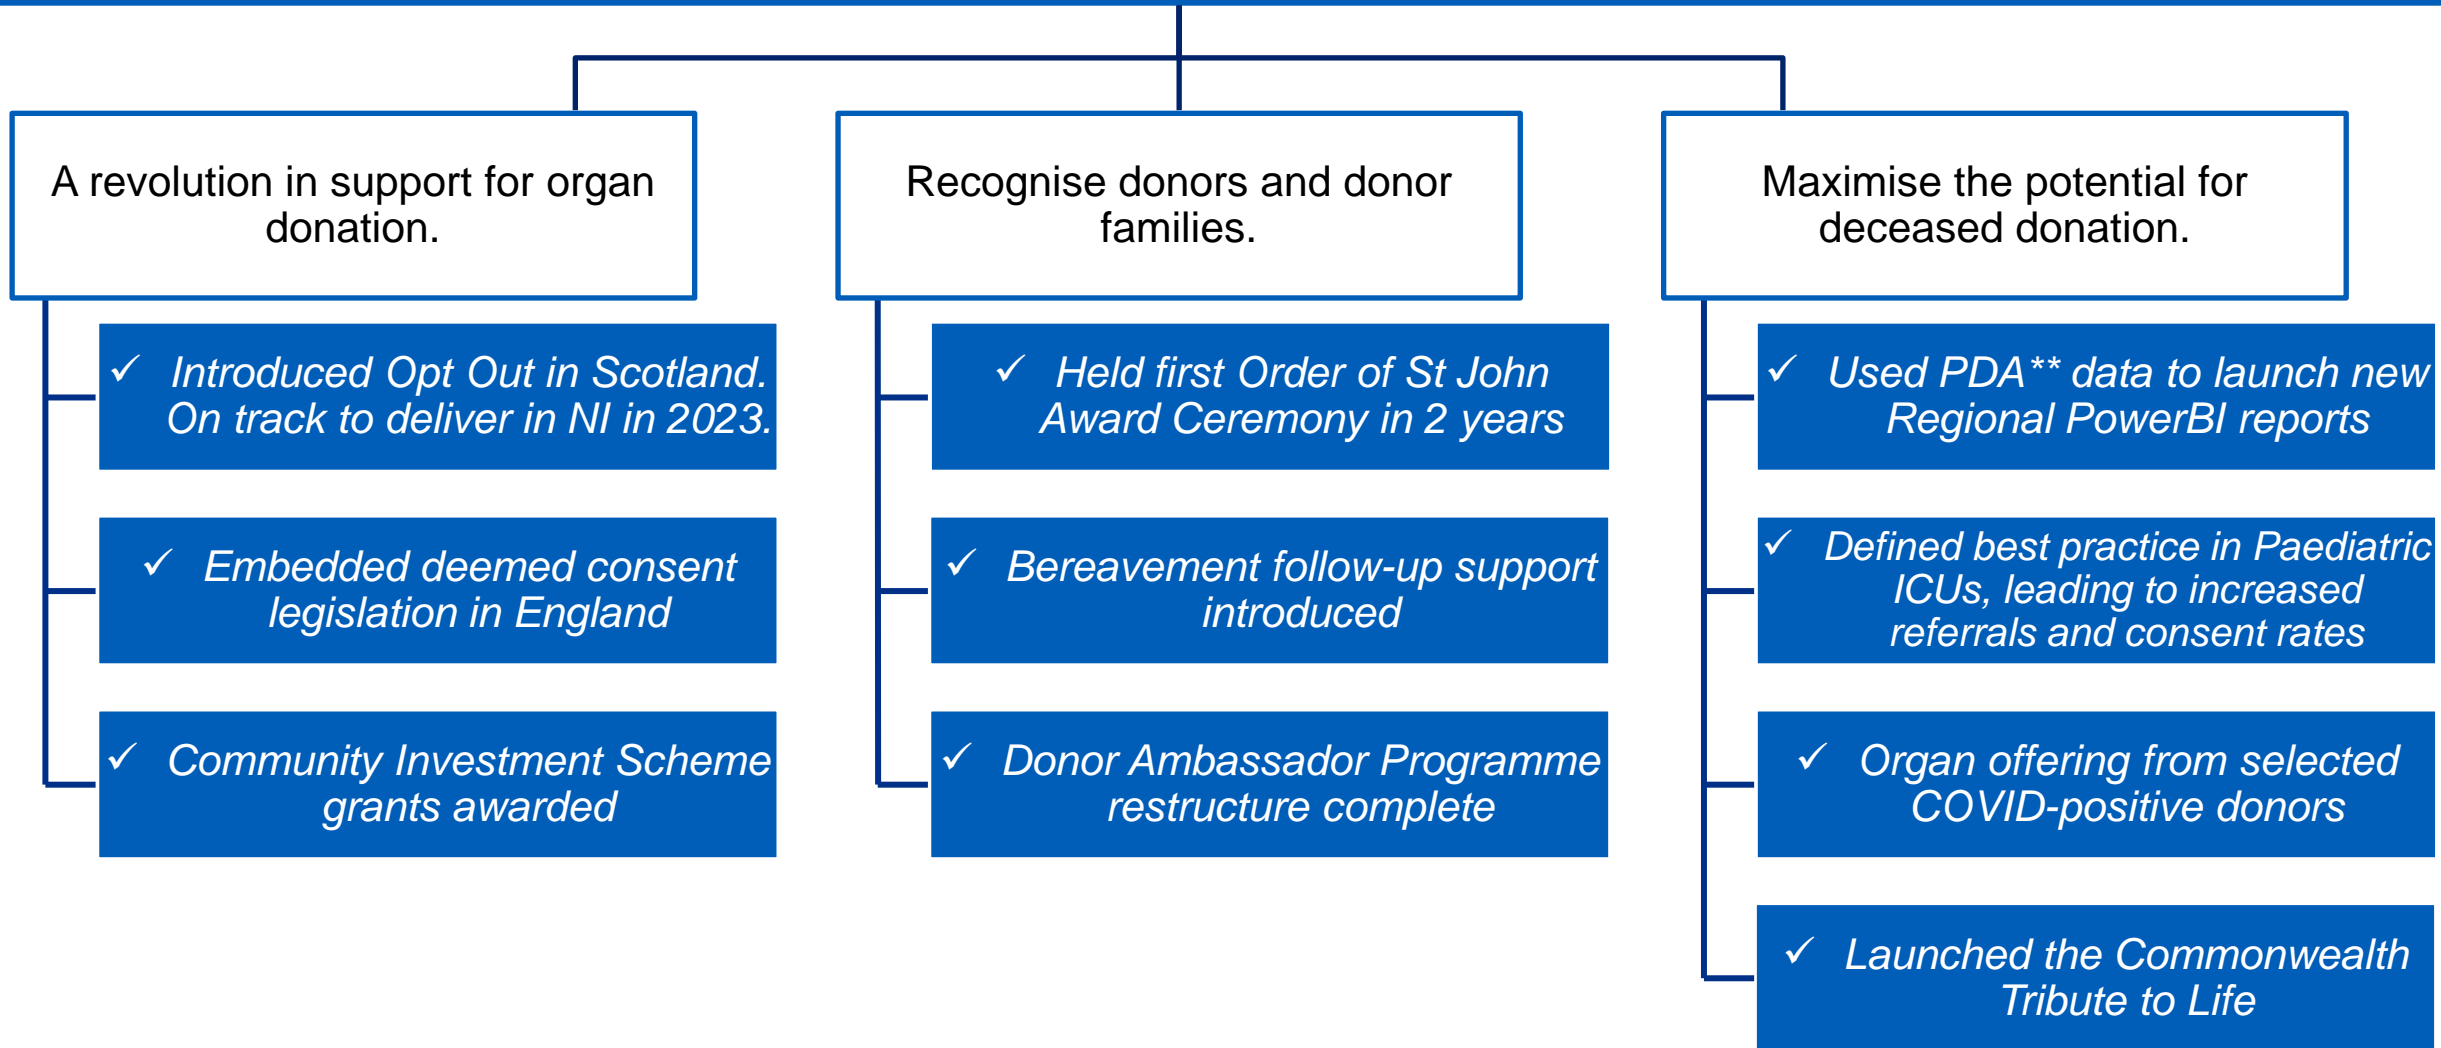 A revolution in support for organ
donation.
✓ Introduced Opt Out in Scotland.
On track to deliver in NI in 2023.
✓ Embedded deemed consent
legislation in England
✓ Community Investment Scheme
grants awarded
Recognise donors and donor
families.
✓ Held first Order of St John
Award Ceremony in 2 years
✓ Bereavement follow-up support
introduced
✓ Donor Ambassador Programme
restructure complete
Maximise the potential for
deceased donation.
✓ Used PDA** data to launch new
Regional PowerBI reports
✓ Defined best practice in Paediatric
ICUs, leading to increased
referrals and consent rates
✓ Organ offering from selected
COVID-positive donors
✓ Launched the Commonwealth
Tribute to Life